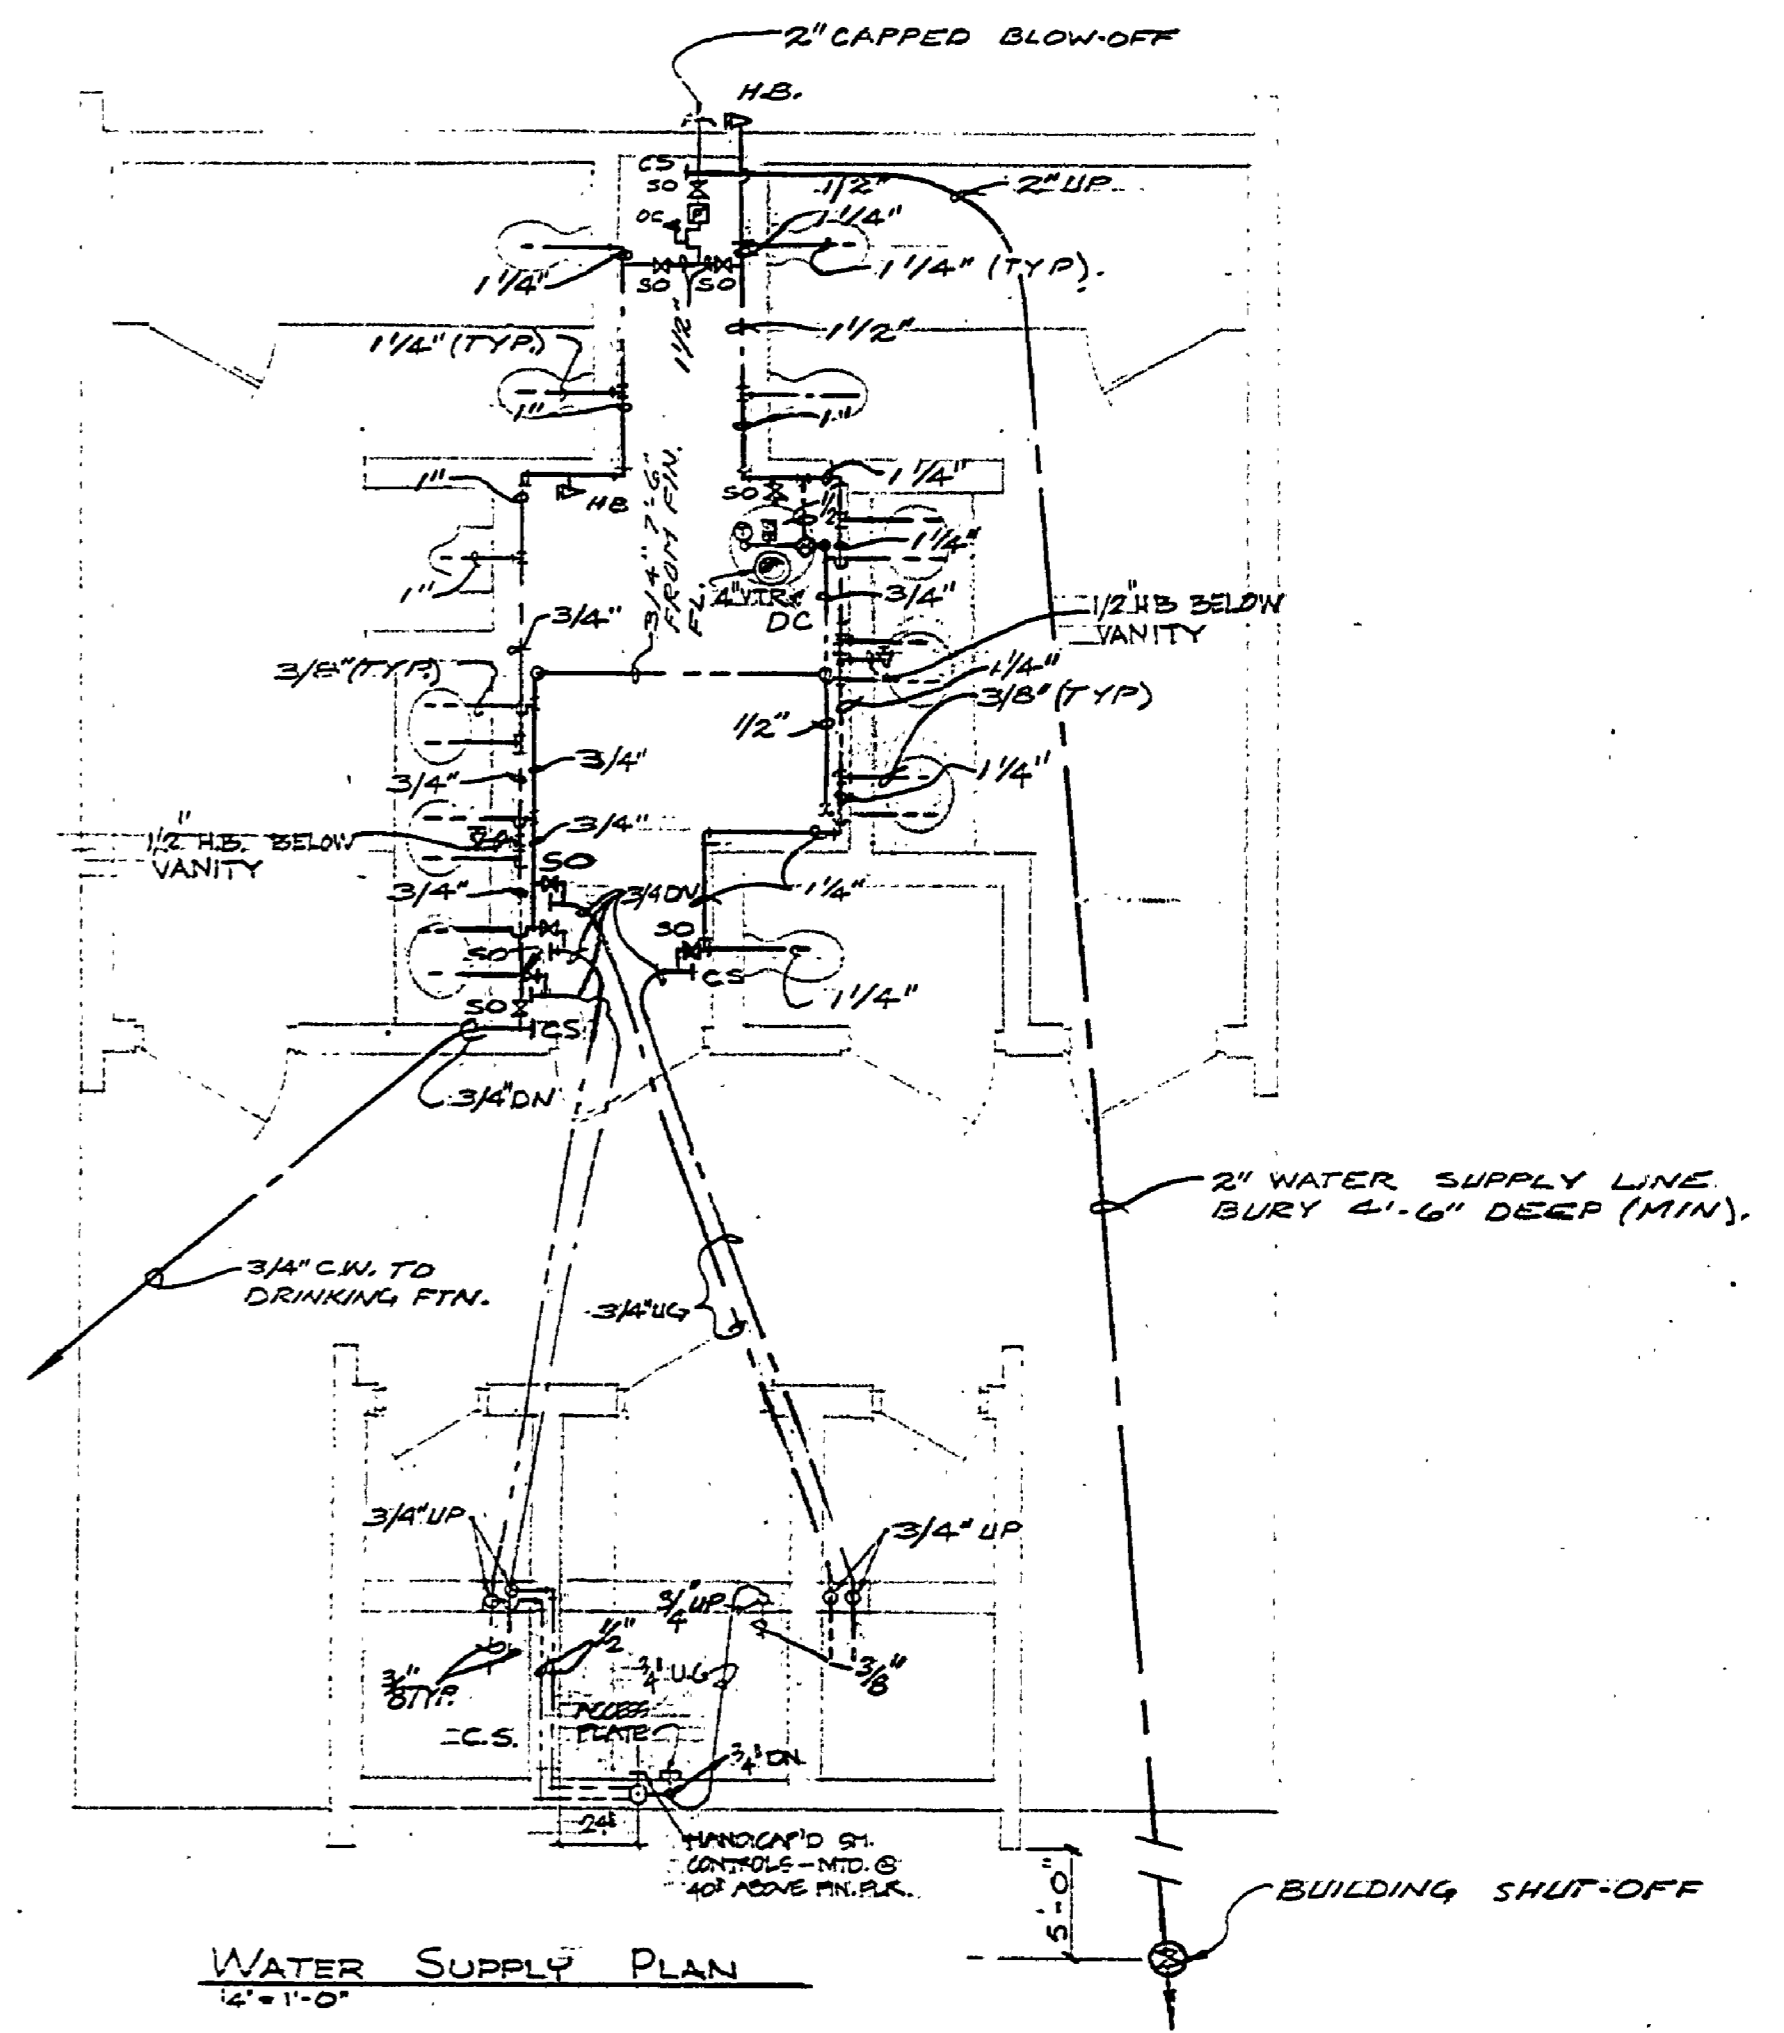 2" CAPPED BLOW-OFF
H.B.
CS
SO
OC
1/2"
1 1/4"
2" UP
1 1/4" (TYP).
1 1/4"
SO
SO
1 1/2"
1 1/2"
1 1/4" (TYP.)
1"
1"
1"
HB
3/4" 7'-6"
FROM FIN.
FL.
SO
1 1/4"
1/2
1 1/4"
1"
4" V.T.R.
DC
3/4"
1/2" HB BELOW
VANITY
3/4"
3/8" (TYP.)
1 1/4"
3/8" (TYP)
1/2"
3/4"
3/4"
1 1/4"
1/2" H.B. BELOW
VANITY
3/4"
SO
3/4"
3/4 DN
1 1/4"
SO
SO
CS
1 1/4"
SO
CS
3/4" DN
2" WATER SUPPLY LINE.
BURY 4'-6" DEEP (MIN).
3/4" C.W. TO
DRINKING FTN.
3/4" UG
3/4" UP
3/4" UP
3/4" UP
1/2"
3/8" TYP.
3/4" U.G
3/8"
ACCESS
PLATE
C.S.
3/4" DN.
24"
HANDICAP'D SH.
CONTROLS - MTD. @
40" ABOVE FIN. FLR.
5'-0"
BUILDING SHUT-OFF
WATER SUPPLY PLAN
1/4" = 1'-0"